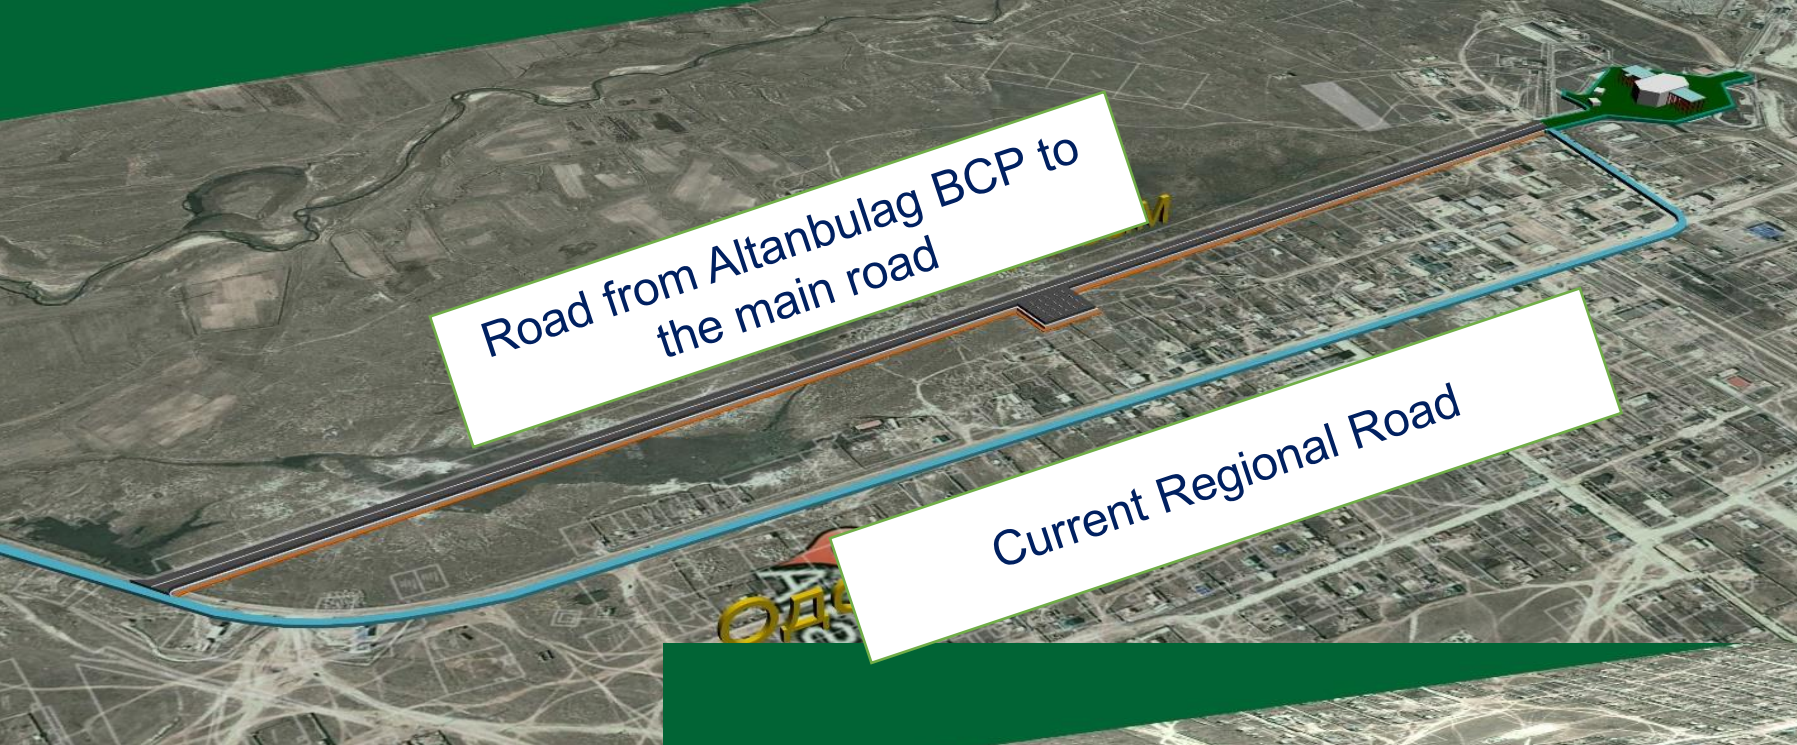 Road from Altanbulag BCP to
the main road
Current Regional Road